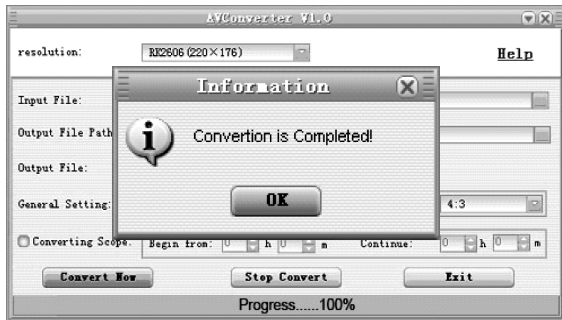 AVConverter V1.0
resolution: RK2606 (220×176) Help
Information
Input File:
Convertion is Completed!
Output File Path
Output File:
OK
General Setting: 4:3
Converting Scope. Begin from: 0 h 0 m Continue: 0 h 0 m
Convert Now Stop Convert Exit
Progress......100%